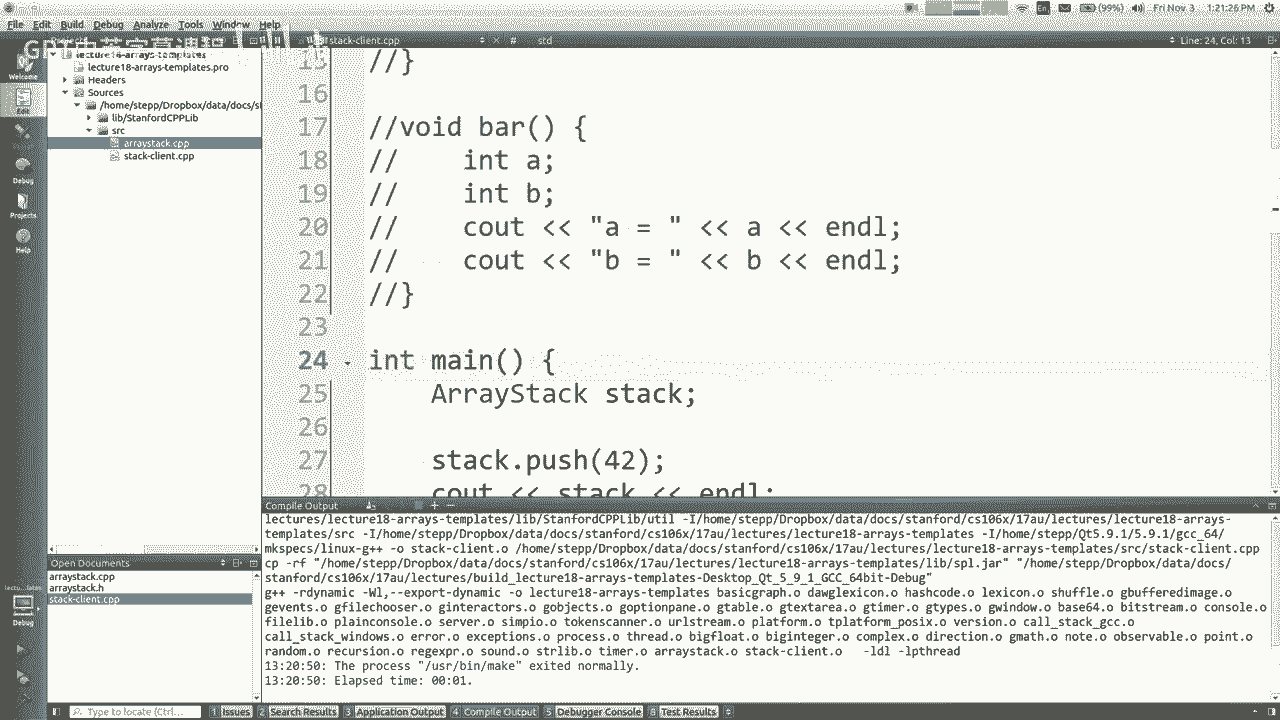 File Edit Build Debug Analyze Tools Window Help
(99%) Fri Nov 3 1:21:26 PM
stack-client.cpp
std
Line: 24, Col: 13
Welcome
Edit
Debug
Projects
Help
lecture18-arrays-templates
lecture18-arrays-templates.pro
Headers
Sources
/home/stepp/Dropbox/data/docs/s
lib/StanfordCPPLib
src
arraystack.cpp
stack-client.cpp
15 //}
16
17 //void bar() {
18 //    int a;
19 //    int b;
20 //    cout << "a = " << a << endl;
21 //    cout << "b = " << b << endl;
22 //}
23
24 int main() {
25     ArrayStack stack;
26
27     stack.push(42);
28     cout << stack << endl;
Open Documents
arraystack.cpp
arraystack.h
stack-client.cpp
Debug
Compile Output
lectures/lecture18-arrays-templates/lib/StanfordCPPLib/util -I/home/stepp/Dropbox/data/docs/stanford/cs106x/17au/lectures/lecture18-arrays-
templates/src -I/home/stepp/Dropbox/data/docs/stanford/cs106x/17au/lectures/lecture18-arrays-templates -I/home/stepp/Qt5.9.1/5.9.1/gcc_64/
mkspecs/linux-g++ -o stack-client.o /home/stepp/Dropbox/data/docs/stanford/cs106x/17au/lectures/lecture18-arrays-templates/src/stack-client.cpp
cp -rf "/home/stepp/Dropbox/data/docs/stanford/cs106x/17au/lectures/lecture18-arrays-templates/lib/spl.jar" "/home/stepp/Dropbox/data/docs/
stanford/cs106x/17au/lectures/build_lecture18-arrays-templates-Desktop_Qt_5_9_1_GCC_64bit-Debug"
g++ -rdynamic -Wl,--export-dynamic -o lecture18-arrays-templates basicgraph.o dawglexicon.o hashcode.o lexicon.o shuffle.o gbufferedimage.o
gevents.o gfilechooser.o ginteractors.o gobjects.o goptionpane.o gtable.o gtextarea.o gtimer.o gtypes.o gwindow.o base64.o bitstream.o console.o
filelib.o plainconsole.o server.o simpio.o tokenscanner.o urlstream.o platform.o tplatform_posix.o version.o call_stack_gcc.o
call_stack_windows.o error.o exceptions.o process.o thread.o bigfloat.o biginteger.o complex.o direction.o gmath.o note.o observable.o point.o
random.o recursion.o regexpr.o sound.o strlib.o timer.o arraystack.o stack-client.o   -ldl -lpthread
13:20:50: The process "/usr/bin/make" exited normally.
13:20:50: Elapsed time: 00:01.
Type to locate (Ctrl...
1 Issues 2 Search Results 3 Application Output 4 Compile Output 5 Debugger Console 8 Test Results